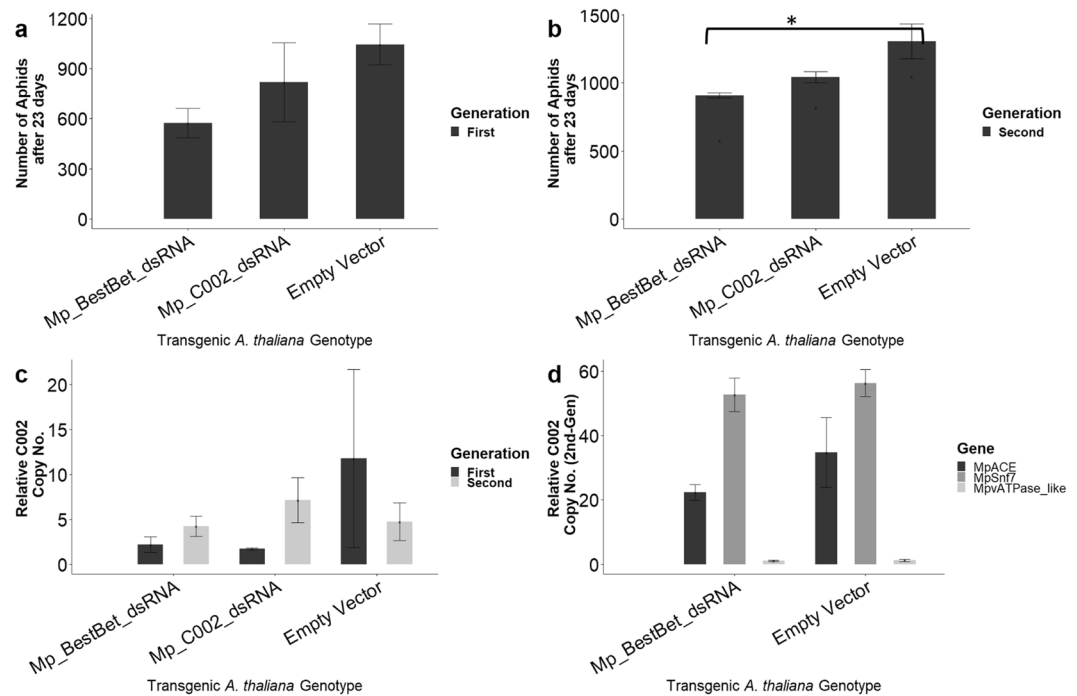 a
Number of Aphids
after 23 days
1200
900
600
300
0
Mp_BestBet_dsRNA
Mp_C002_dsRNA
Empty Vector
Transgenic A. thaliana Genotype
Generation
First
b
Number of Aphids
after 23 days
1500
1000
500
0
*
Mp_BestBet_dsRNA
Mp_C002_dsRNA
Empty Vector
Transgenic A. thaliana Genotype
Generation
Second
c
Relative C002
Copy No.
20
15
10
5
0
Mp_BestBet_dsRNA
Mp_C002_dsRNA
Empty Vector
Transgenic A. thaliana Genotype
Generation
First
Second
d
Relative C002
Copy No. (2nd-Gen)
60
40
20
0
Mp_BestBet_dsRNA
Empty Vector
Transgenic A. thaliana Genotype
Gene
MpACE
MpSnf7
MpvATPase_like